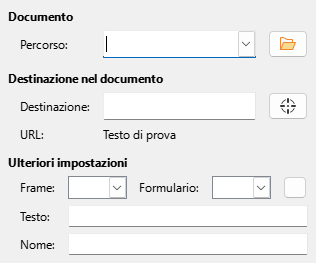 Documento
Percorso:
Destinazione nel documento
Destinazione:
URL: Testo di prova
Ulteriori impostazioni
Frame: Formulario:
Testo:
Nome: